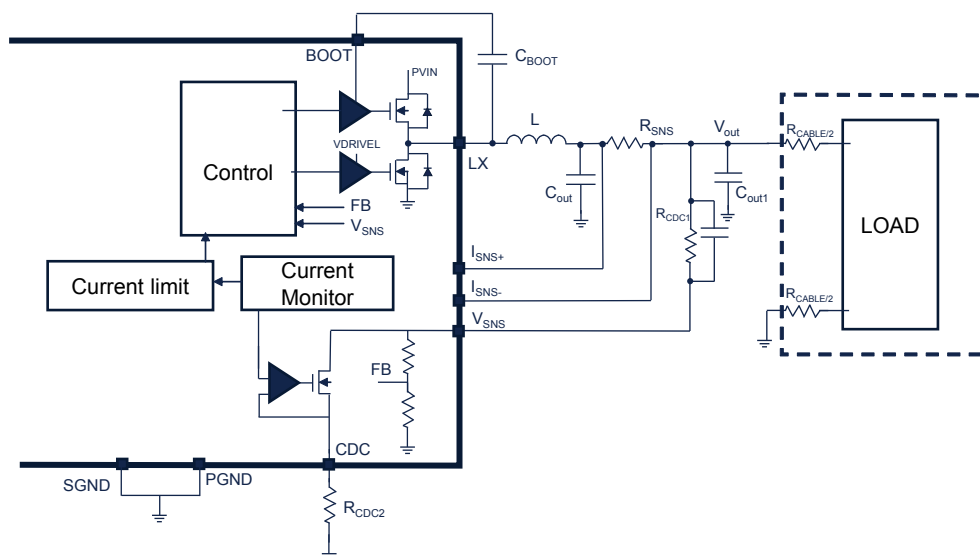 BOOT
C_BOOT
PVIN
VDRIVEL
Control
FB
V_SNS
LX
L
R_SNS
V_out
R_CABLE/2
C_out
C_out1
R_CDC1
LOAD
I_SNS+
I_SNS-
V_SNS
R_CABLE/2
Current limit
Current
Monitor
FB
CDC
SGND
PGND
R_CDC2